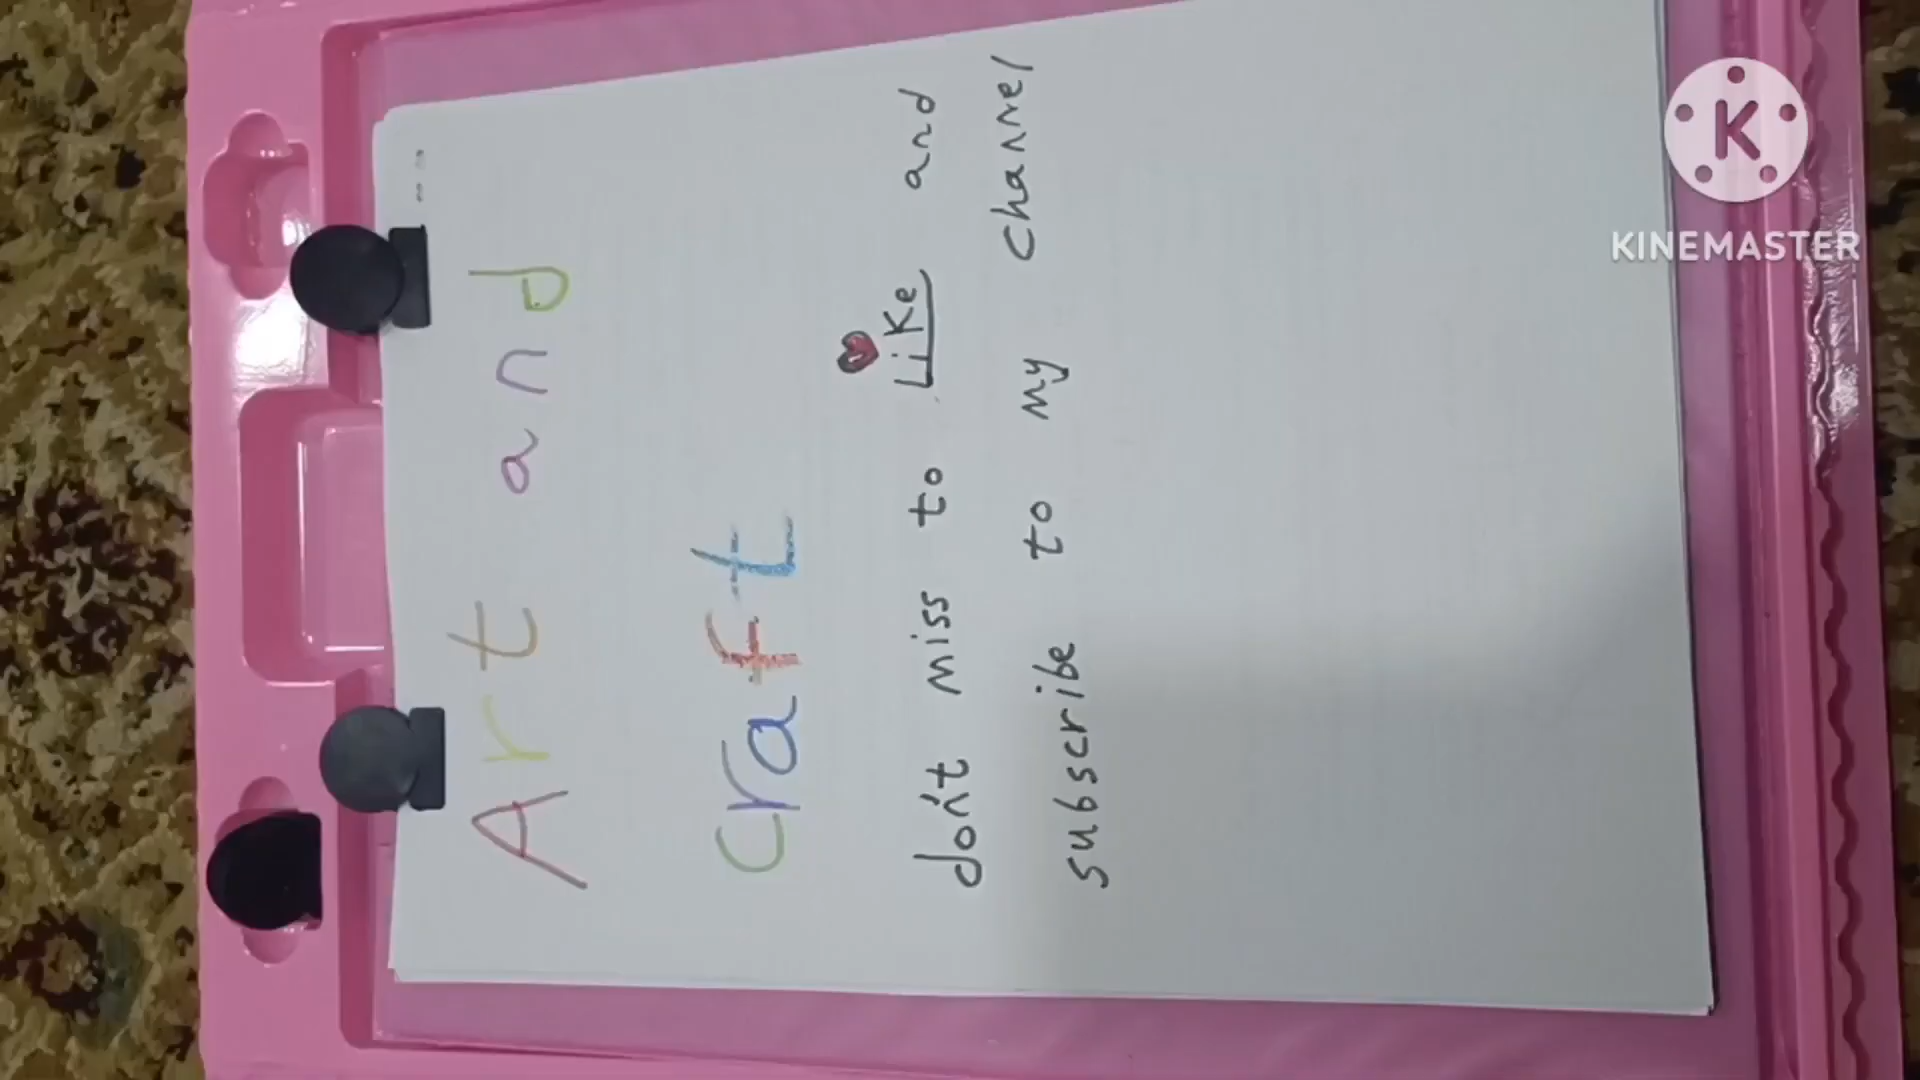 Art and
craft
don't miss to Like and
subscribe to my channel
K
KINEMASTER